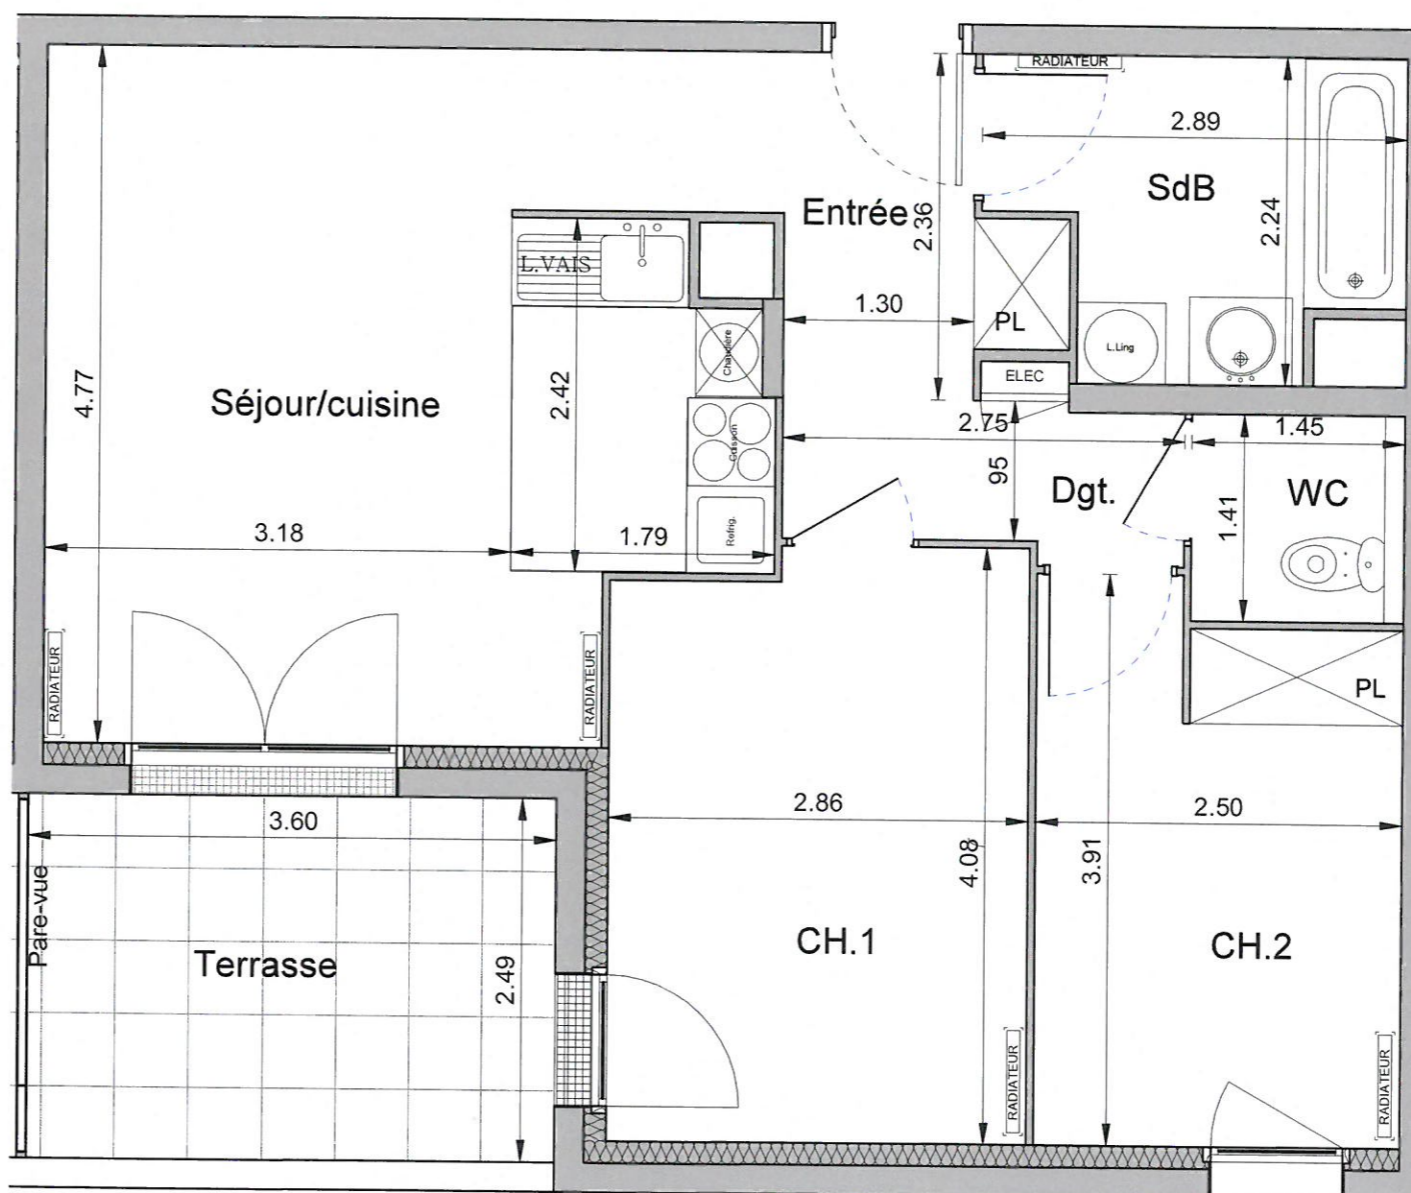 RADIATEUR
2.89
SdB
Entrée
2.36
2.24
L.VAIS
1.30
PL
Chaudière
L.Ling
ELEC
4.77
Séjour/cuisine
2.42
Cuisson
2.75
1.45
95
Dgt.
WC
1.41
3.18
1.79
Refrig.
RADIATEUR
RADIATEUR
PL
3.60
2.86
2.50
4.08
3.91
Pare-vue
Terrasse
2.49
CH.1
CH.2
RADIATEUR
RADIATEUR